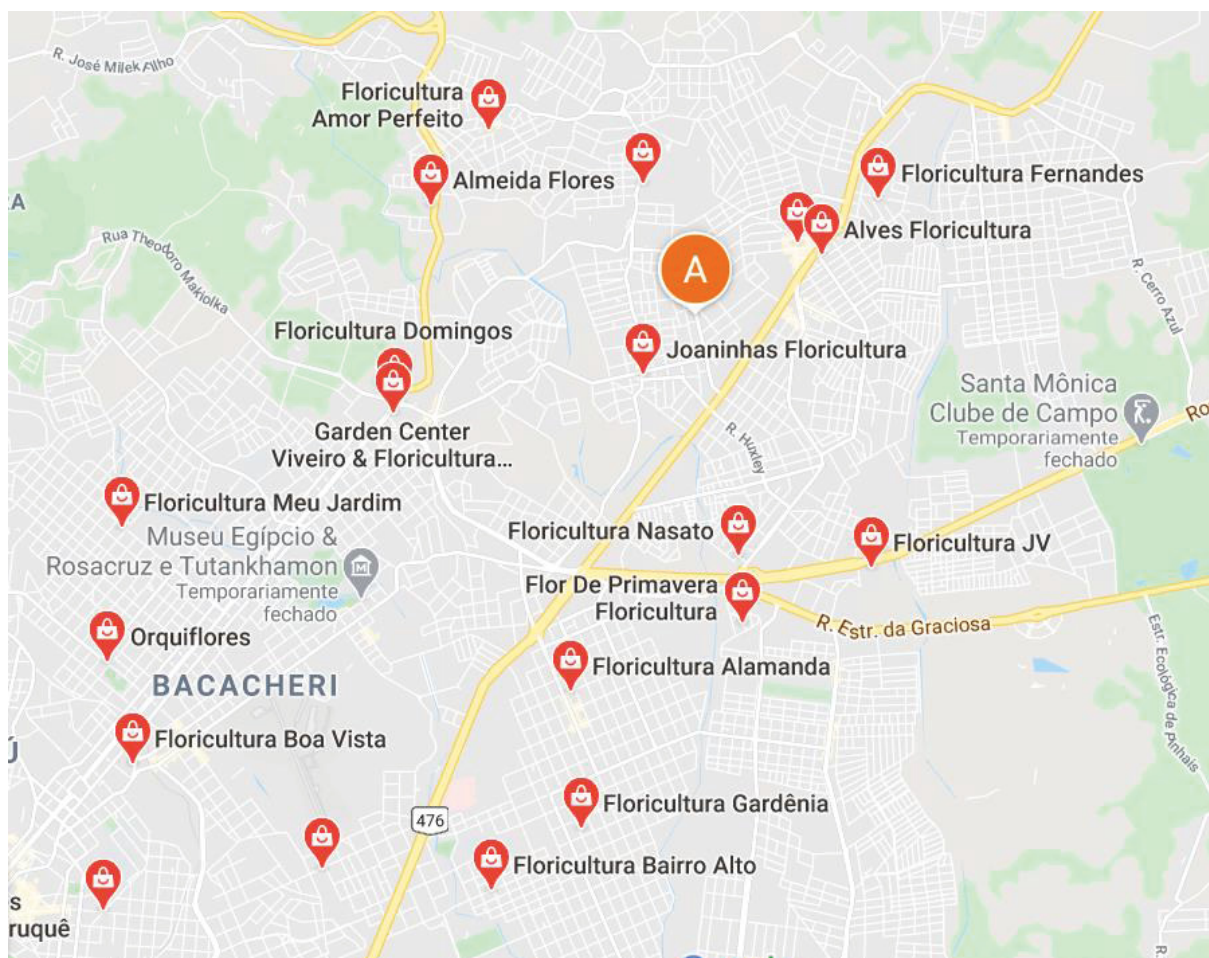 R. José Milek Filho
Floricultura
Amor Perfeito
Almeida Flores
Floricultura Fernandes
A
Rua Theodoro Makiolka
Alves Floricultura
A
R. Cerro Azul
Floricultura Domingos
Joaninhas Floricultura
Garden Center
Viveiro & Floricultura...
Santa Mônica
Clube de Campo
Temporariamente
fechado
Ro
R. Huxley
Floricultura Meu Jardim
Museu Egípcio &
Rosacruz e Tutankhamon
Temporariamente
fechado
Floricultura Nasato
Floricultura JV
Flor De Primavera
Floricultura
R. Estr. da Graciosa
Estr. Ecológica de Pinhais
Orquiflores
Floricultura Alamanda
BACACHERI
Floricultura Boa Vista
Ú
Floricultura Gardênia
476
Floricultura Bairro Alto
s
ruquê
R.